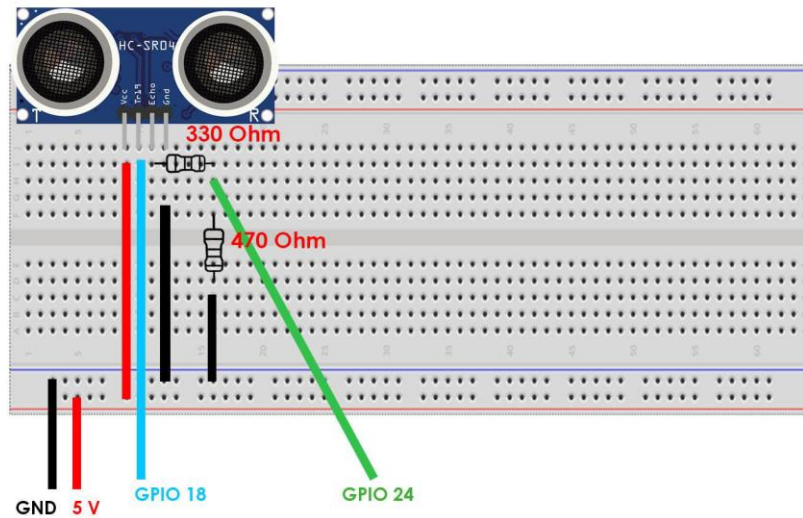 HC-SR04
Vcc
Trig
Echo
Gnd
T
R
330 Ohm
470 Ohm
GND
5 V
GPIO 18
GPIO 24